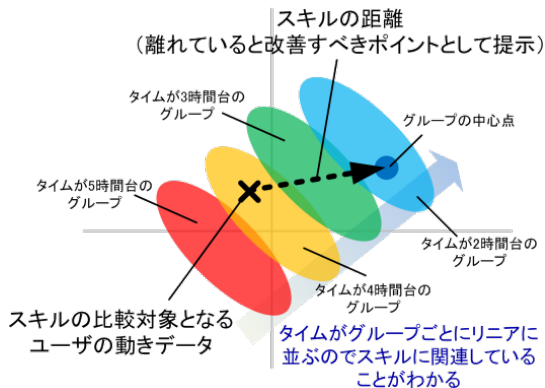 スキルの距離
（離れていると改善すべきポイントとして提示）
タイムが3時間台の
グループ
グループの中心点
タイムが5時間台の
グループ
タイムが2時間台の
グループ
タイムが4時間台の
グループ
スキルの比較対象となる
ユーザの動きデータ
タイムがグループごとにリニアに
並ぶのでスキルに関連している
ことがわかる